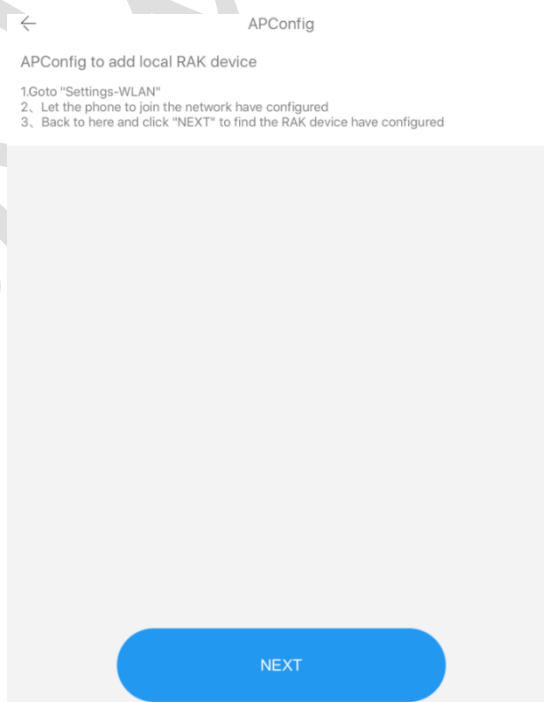 APConfig
APConfig to add local RAK device
1.Goto "Settings-WLAN"
2、Let the phone to join the network have configured
3、Back to here and click "NEXT" to find the RAK device have configured
NEXT